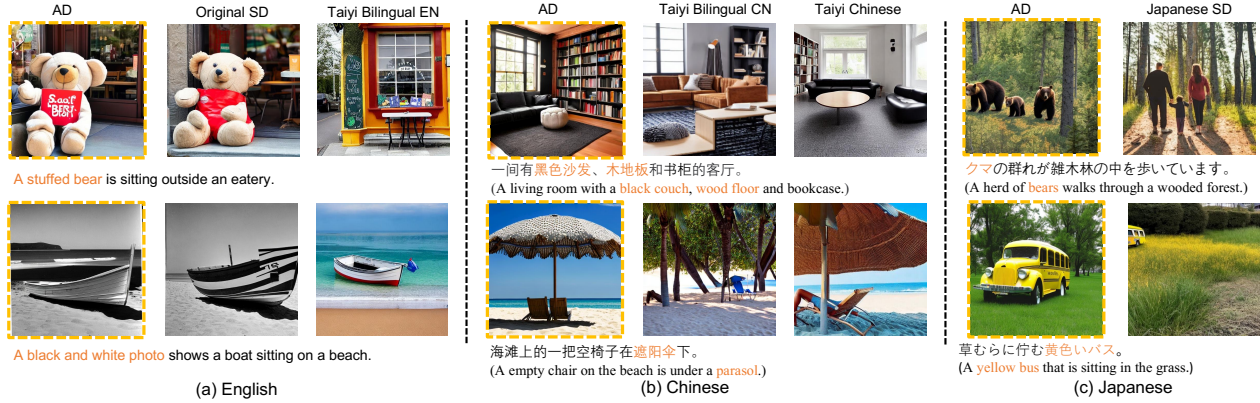 AD
Original SD
Taiyi Bilingual EN
A stuffed bear is sitting outside an eatery.
A black and white photo shows a boat sitting on a beach.
(a) English
AD
Taiyi Bilingual CN
Taiyi Chinese
一间有黑色沙发、木地板和书柜的客厅。
(A living room with a black couch, wood floor and bookcase.)
海滩上的一把空椅子在遮阳伞下。
(A empty chair on the beach is under a parasol.)
(b) Chinese
AD
Japanese SD
クマの群れが雑木林の中を歩いています。
(A herd of bears walks through a wooded forest.)
草むらに佇む黄色いバス。
(A yellow bus that is sitting in the grass.)
(c) Japanese